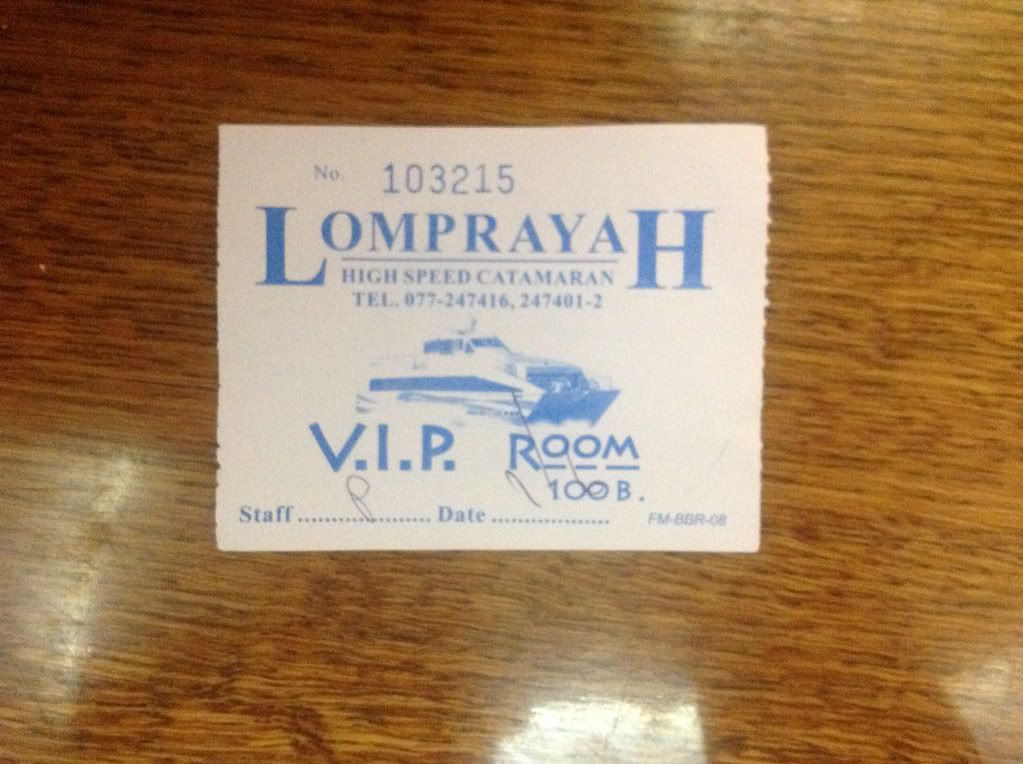 No. 103215
LOMPRAYAH
HIGH SPEED CATAMARAN
TEL. 077-247416, 247401-2
V.I.P. ROOM
100 B.
Staff .................... Date ..................
FM-BBR-08